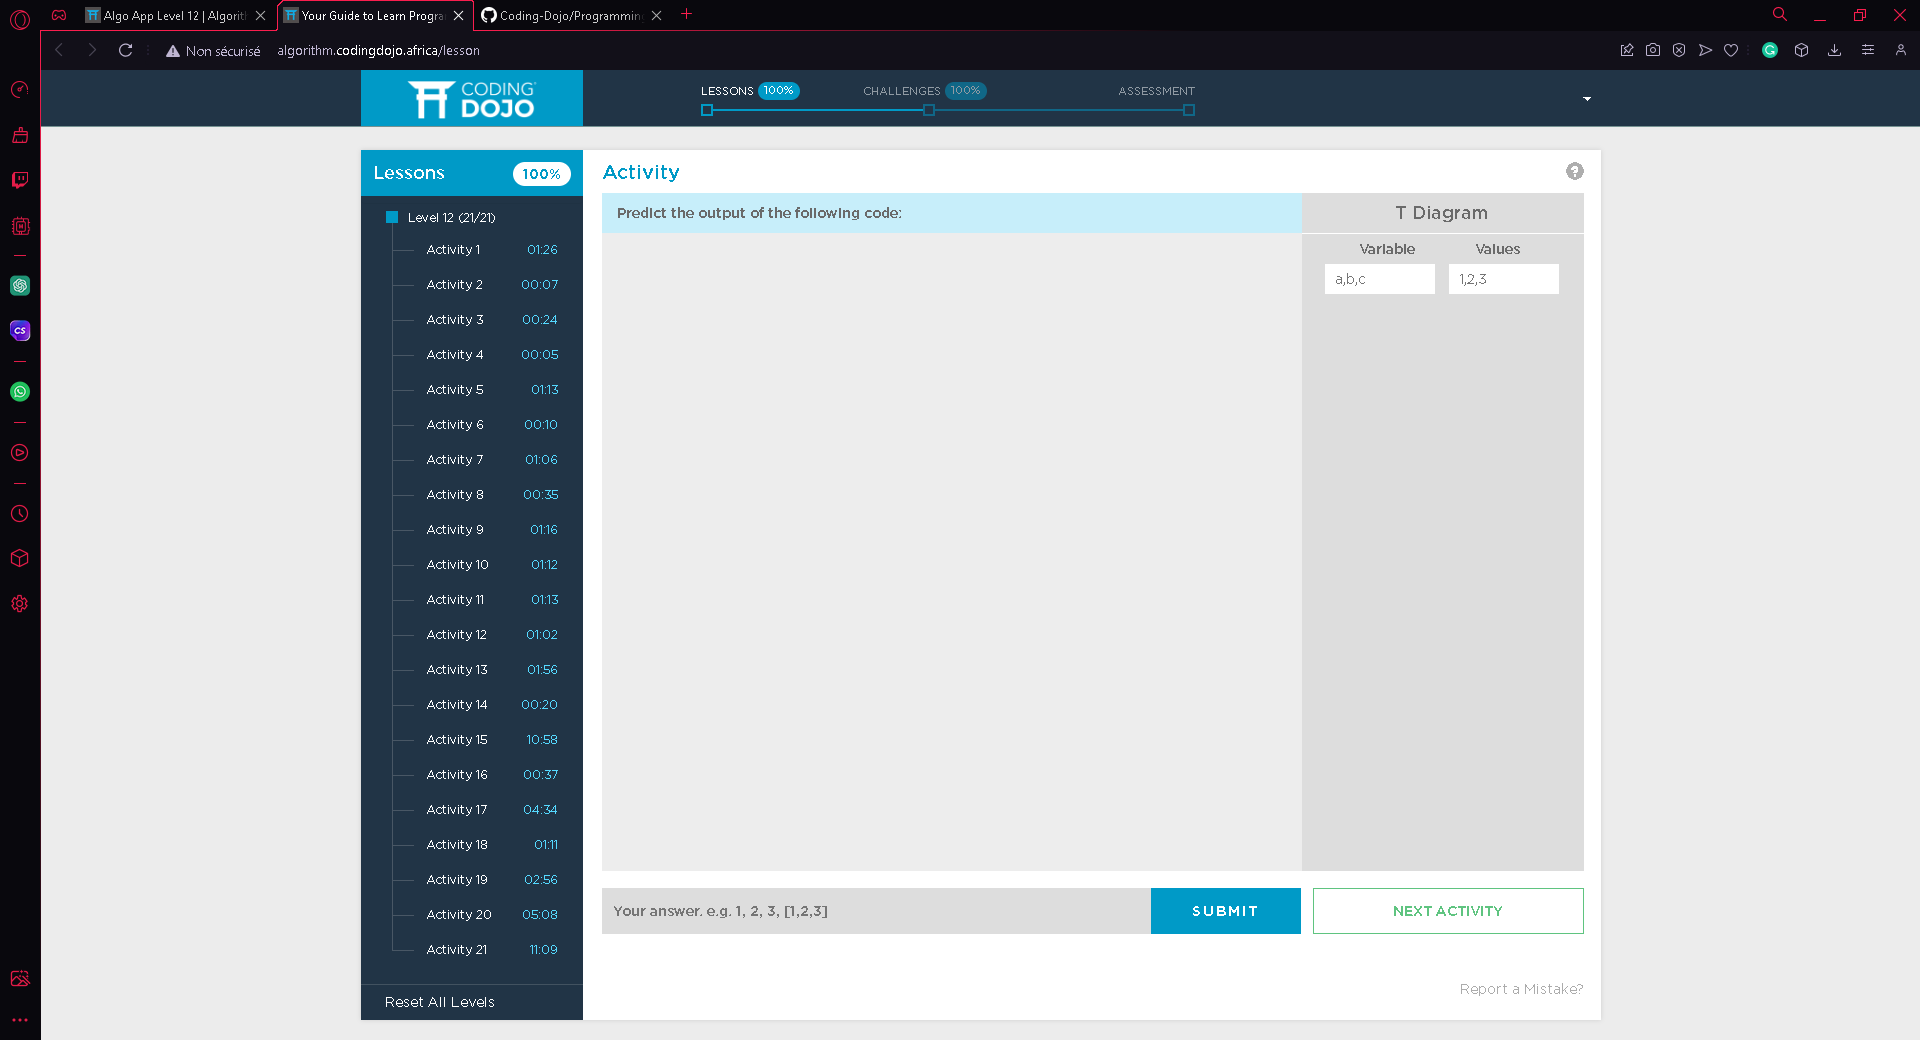 Algo App Level 12 | Algorit
Your Guide to Learn Progra
Coding-Dojo/Programmin
Non sécurisé
algorithm.codingdojo.africa/lesson
CODING
DOJO
LESSONS 100%
CHALLENGES 100%
ASSESSMENT
Lessons 100%
Level 12 (21/21)
Activity 1 01:26
Activity 2 00:07
Activity 3 00:24
Activity 4 00:05
Activity 5 01:13
Activity 6 00:10
Activity 7 01:06
Activity 8 00:35
Activity 9 01:16
Activity 10 01:12
Activity 11 01:13
Activity 12 01:02
Activity 13 01:56
Activity 14 00:20
Activity 15 10:58
Activity 16 00:37
Activity 17 04:34
Activity 18 01:11
Activity 19 02:56
Activity 20 05:08
Activity 21 11:09
Reset All Levels
Activity
?
Predict the output of the following code:
T Diagram
Variable Values
a,b,c 1,2,3
Your answer. e.g. 1, 2, 3, [1,2,3]
SUBMIT
NEXT ACTIVITY
Report a Mistake?
CS
G